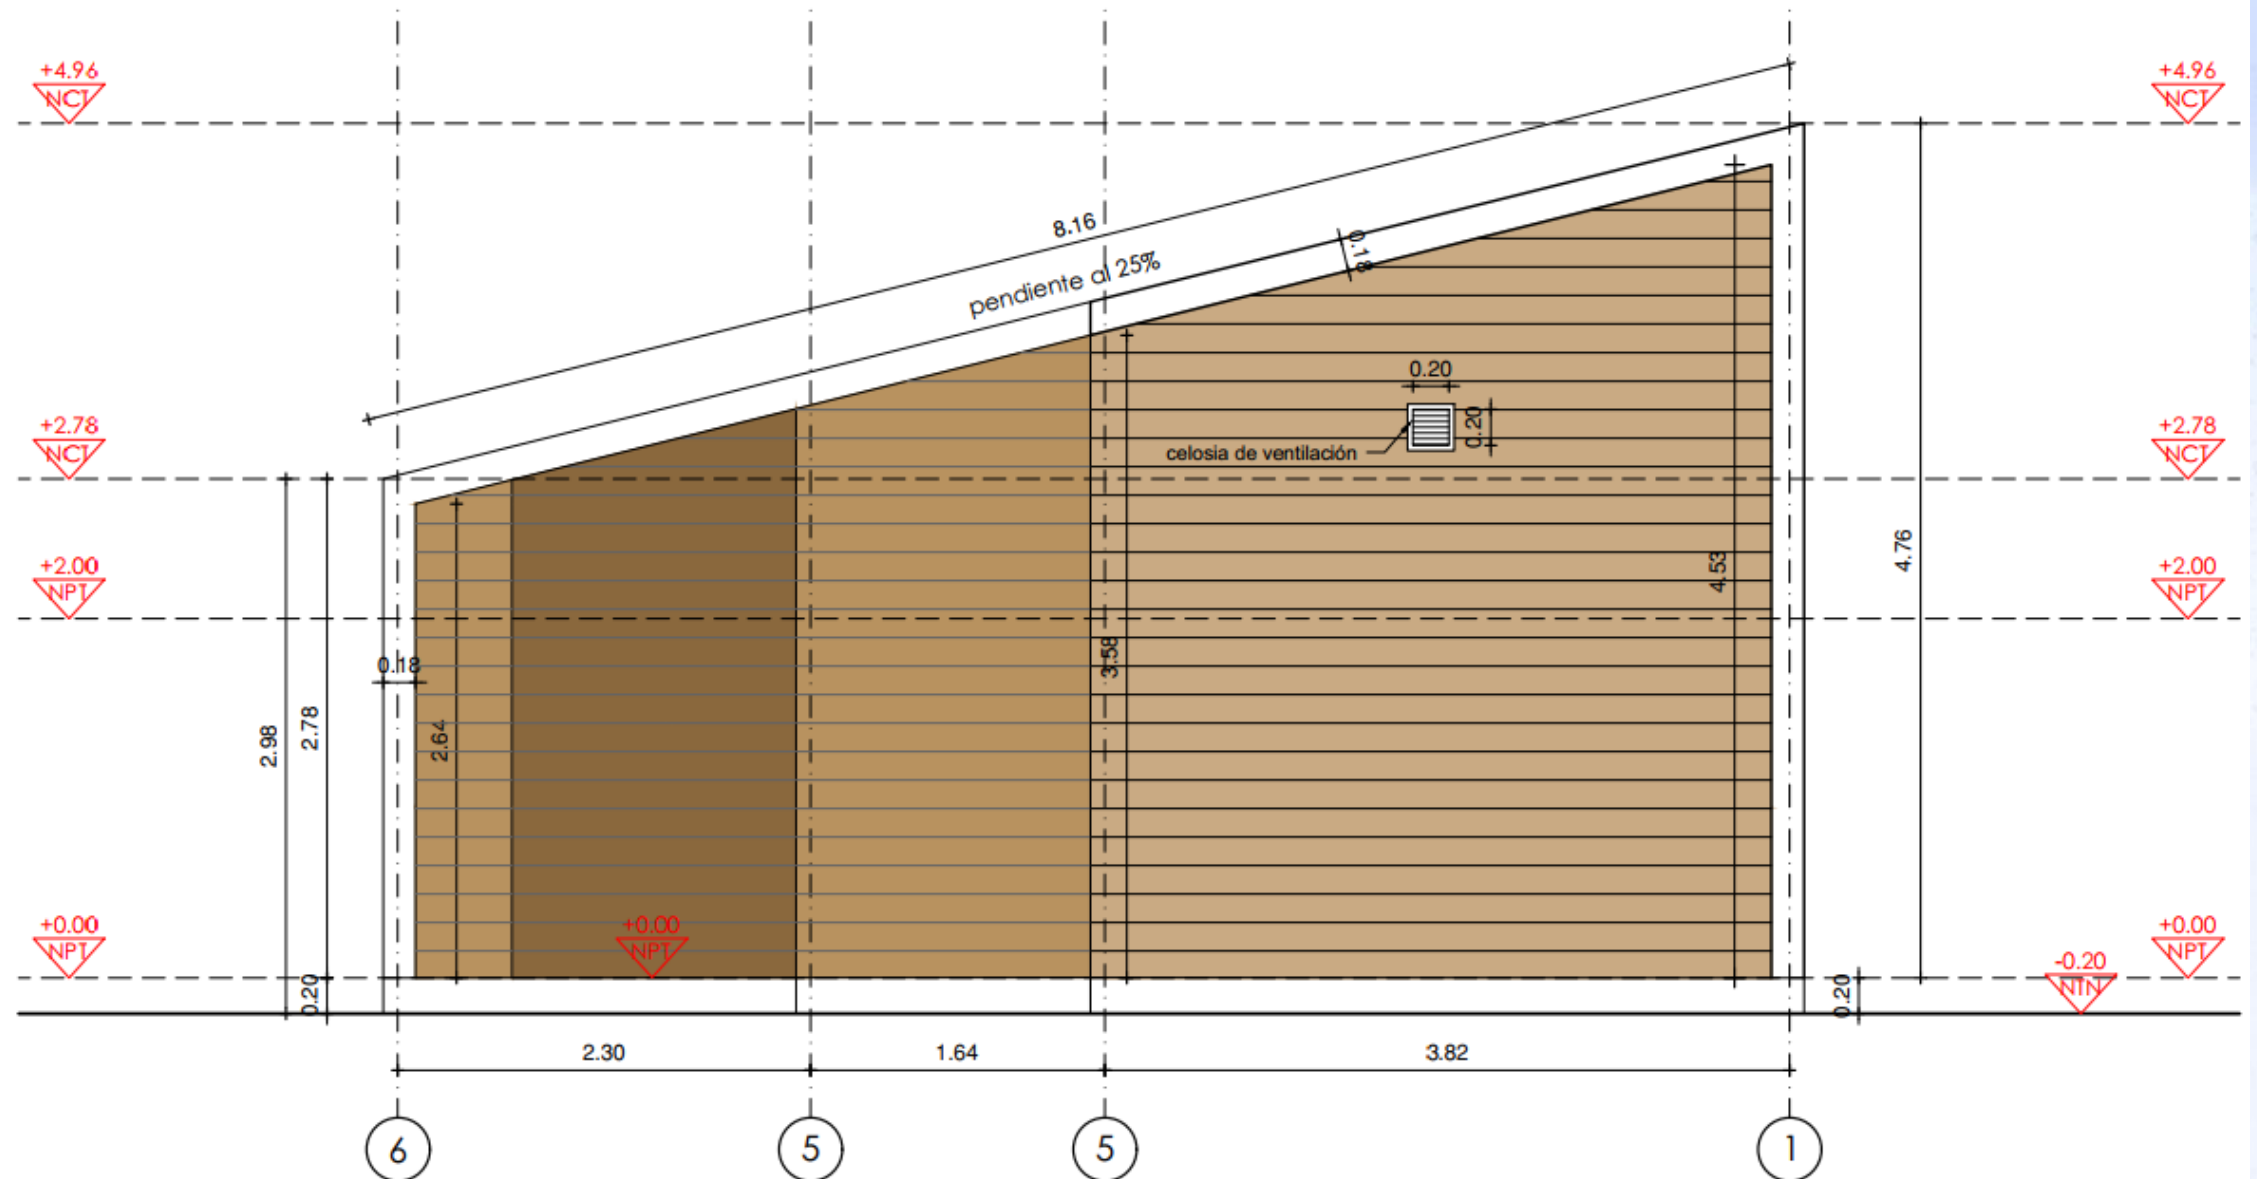 +4.96
NCT
+4.96
NCT
8.16
pendiente al 25%
0.18
0.20
0.20
celosia de ventilación
+2.78
NCT
+2.78
NCT
+2.00
NPT
+2.00
NPT
4.53
4.76
3.58
0.18
2.98
2.78
2.64
+0.00
NPT
+0.00
NPT
+0.00
NPT
-0.20
NTN
0.20
0.20
2.30
1.64
3.82
6
5
5
1